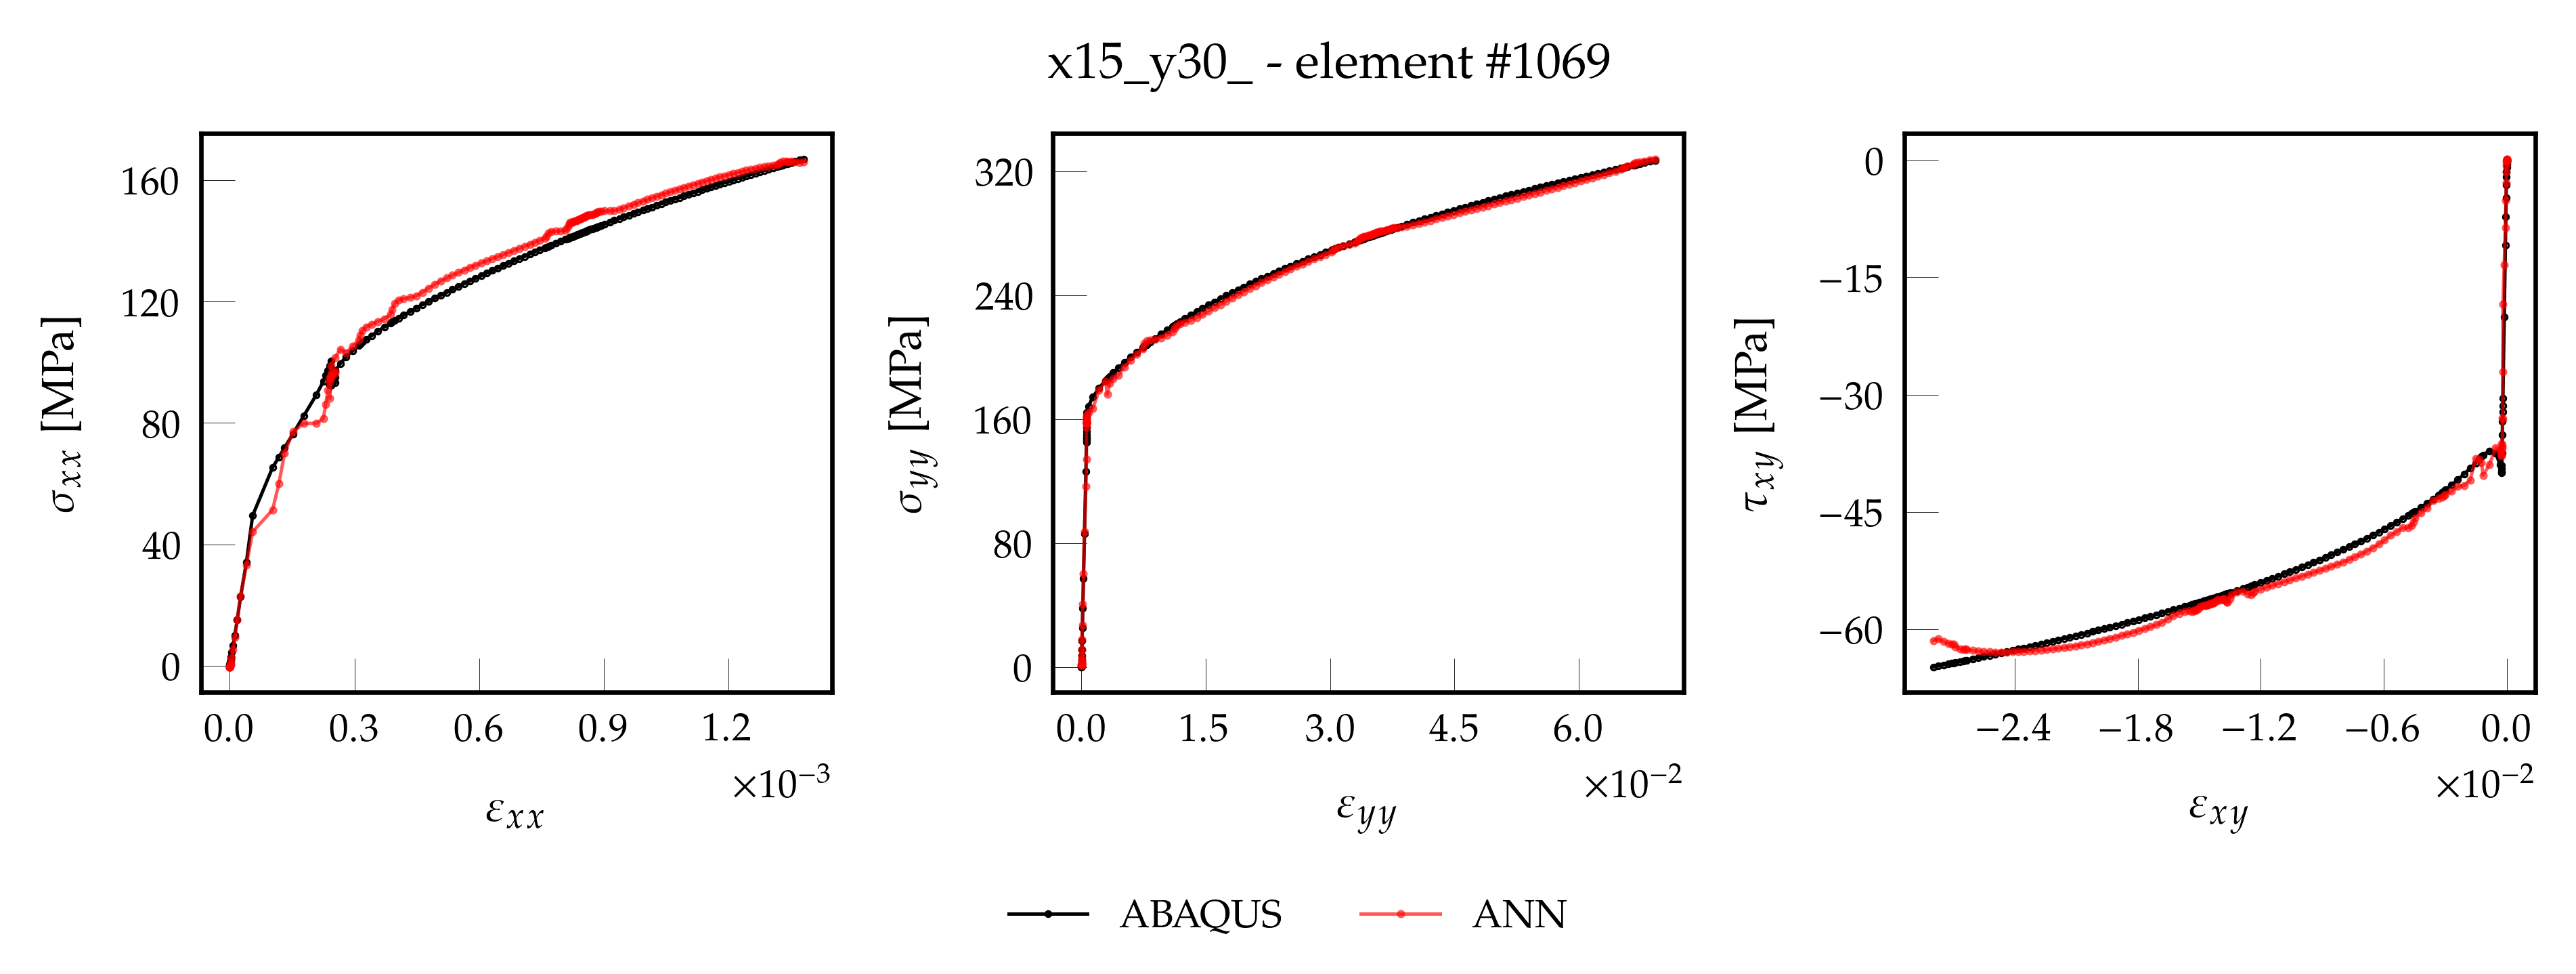 x15_y30_ - element #1069
σxx [MPa]
160
120
80
40
0
0.0 0.3 0.6 0.9 1.2
×10−3
εxx
σyy [MPa]
320
240
160
80
0
0.0 1.5 3.0 4.5 6.0
×10−2
εyy
τxy [MPa]
0
−15
−30
−45
−60
−2.4 −1.8 −1.2 −0.6 0.0
×10−2
εxy
ABAQUS ANN